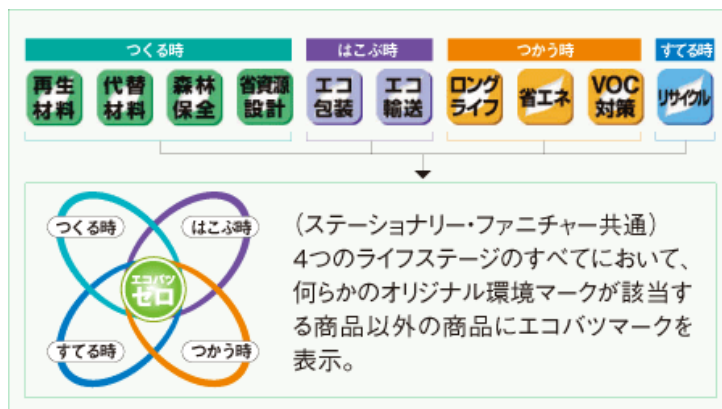 つくる時
はこぶ時
つかう時
すてる時
再生
材料
代替
材料
森林
保全
省資源
設計
エコ
包装
エコ
輸送
ロング
ライフ
省エネ
VOC
対策
リサイクル
つくる時
はこぶ時
エコバツ
ゼロ
すてる時
つかう時
(ステーショナリー・ファニチャー共通)
4つのライフステージのすべてにおいて、
何らかのオリジナル環境マークが該当す
る商品以外の商品にエコバツマークを
表示。